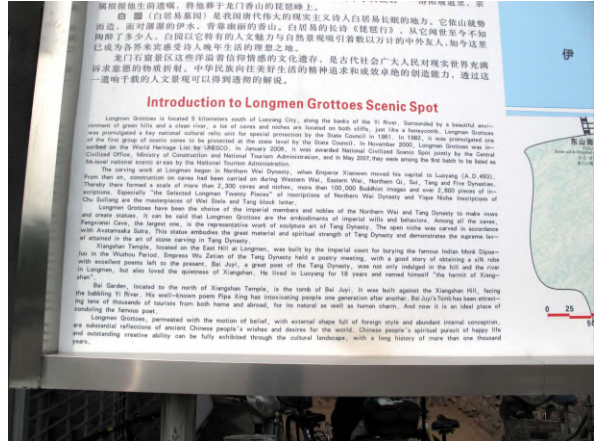 白 园 (白居易墓园) 是我国唐代伟大的现实主义诗人白居易长眠的方。它依山就势
而造，面对潺潺的伊水，背靠幽丽的香山。白居易的长诗《琵琶行》，从它闻世至今不知
陶醉了多少人，白园以它特有的人文魅力与自然景观吸引着数以万计的中外友人，如今这里
已成为各界来宾感受诗人晚年生活的理想之地。
龙门石窟景区这些洋溢着信仰情感的文化遗存，是古代社会广大人民对现实世界充满
诉求意愿的物质折射。中华民族向往美好生活的精神追求和成效卓绝的创造能力，透过这
一道响千载的人文景观可以得到透彻的解说。
Introduction to Longmen Grottoes Scenic Spot
Longmen Grottoes is located 5 kilometers south of Luoyang City, along the banks of the Yi River. Surrounded by a beautiful envi-
ronment of green hills and a clean river, a lot of caves and niches are located on both cliffs, just like a honeycomb. Longmen Grottoes
was promulgated a key national cultural relic unit for special protection by the State Council in 1961. In 1982, it was promulgated one
of the first group of scenic zones to be protected at the state level by the State Council. In November 2000, Longmen Grottoes was in-
scribed on the World Heritage List by UNESCO. In January 2006, it was awarded National Civilized Scenic Spot jointly by the Central
Civilized Office, Ministry of Construction and National Tourism Administration, and in May 2007, they were among the first batch to be listed as
5A-level national scenic areas by the National Tourism Administration.
The carving work at Longmen began in Northern Wei Dynasty, when Emperor Xiaowen moved his capital to Luoyang (A.D.493).
From then on, construction on caves had been carried on during Western Wei, Eastern Wei, Northern Qi, Sui, Tang and Five Dynasties.
Thereby there formed a scale of more than 2,300 caves and niches, more than 100,000 Buddhist images and over 2,800 pieces of in-
scriptions. Especially "the Selected Longmen Twenty Pieces" of Inscriptions of Northern Wei Dynasty and Yique Nishe Inscriptions of
Chu Suiliang are the masterpieces of Wei Stele and Tang block letter.
Longmen Grottoes have been the choice of the imperial members and nobles of the Northern Wei and Tang Dynasty to make vows
and create statues. It can be said that Longmen Grottoes are the embodiments of imperial wills and behaviors. Among all the caves,
Fengxiansi Cave, the largest one, is the representative work of sculpture art of Tang Dynasty. The open niche was carved in accordance
with Avatamsaka Sutra. This statue embodies the great material and spiritual strength of Tang Dynasty and demonstrates the supreme lev-
el attained in the art of stone carving in Tang Dynasty.
Xiangshan Temple, located on the East Hill at Longmen, was built by the imperial court for burying the famous Indian Monk Dipoa-
luo in the Wuzhou Period. Empress Wu Zetian of the Tang Dynasty held a poetry meeting, with a good story of obtaining a silk robe
with excellent poems left to the present. Bai Juyi, a great poet of the Tang Dynasty, was not only indulged in the hill and the river
in Longmen, but also loved the quietness of Xiangshan. He lived in Luoyang for 18 years and named himself "the hermit of Xiang-
shan".
Bai Garden, located to the north of Xiangshan Temple, is the tomb of Bai Juyi. It was built against the Xiangshan Hill, facing
the babbling Yi River. His well-known poem Pipa Xing has intoxicating people one generation after another. Bai Juyi's Tomb has been attract-
ing tens of thousands of tourists from both home and abroad, for its natural as well as human charm. And now it is an ideal place of
condoling the famous poet.
Longmen Grottoes, permeated with the motion of belief, with external shape full of foreign style and abundant internal conception,
are substantial reflections of ancient Chinese people's wishes and desires for the world. Chinese people's spiritual pursuit of happy life
and outstanding creative ability can be fully exhibited through the cultural landscape, with a long history of more than one thousand
years.
伊
东山南
0 25